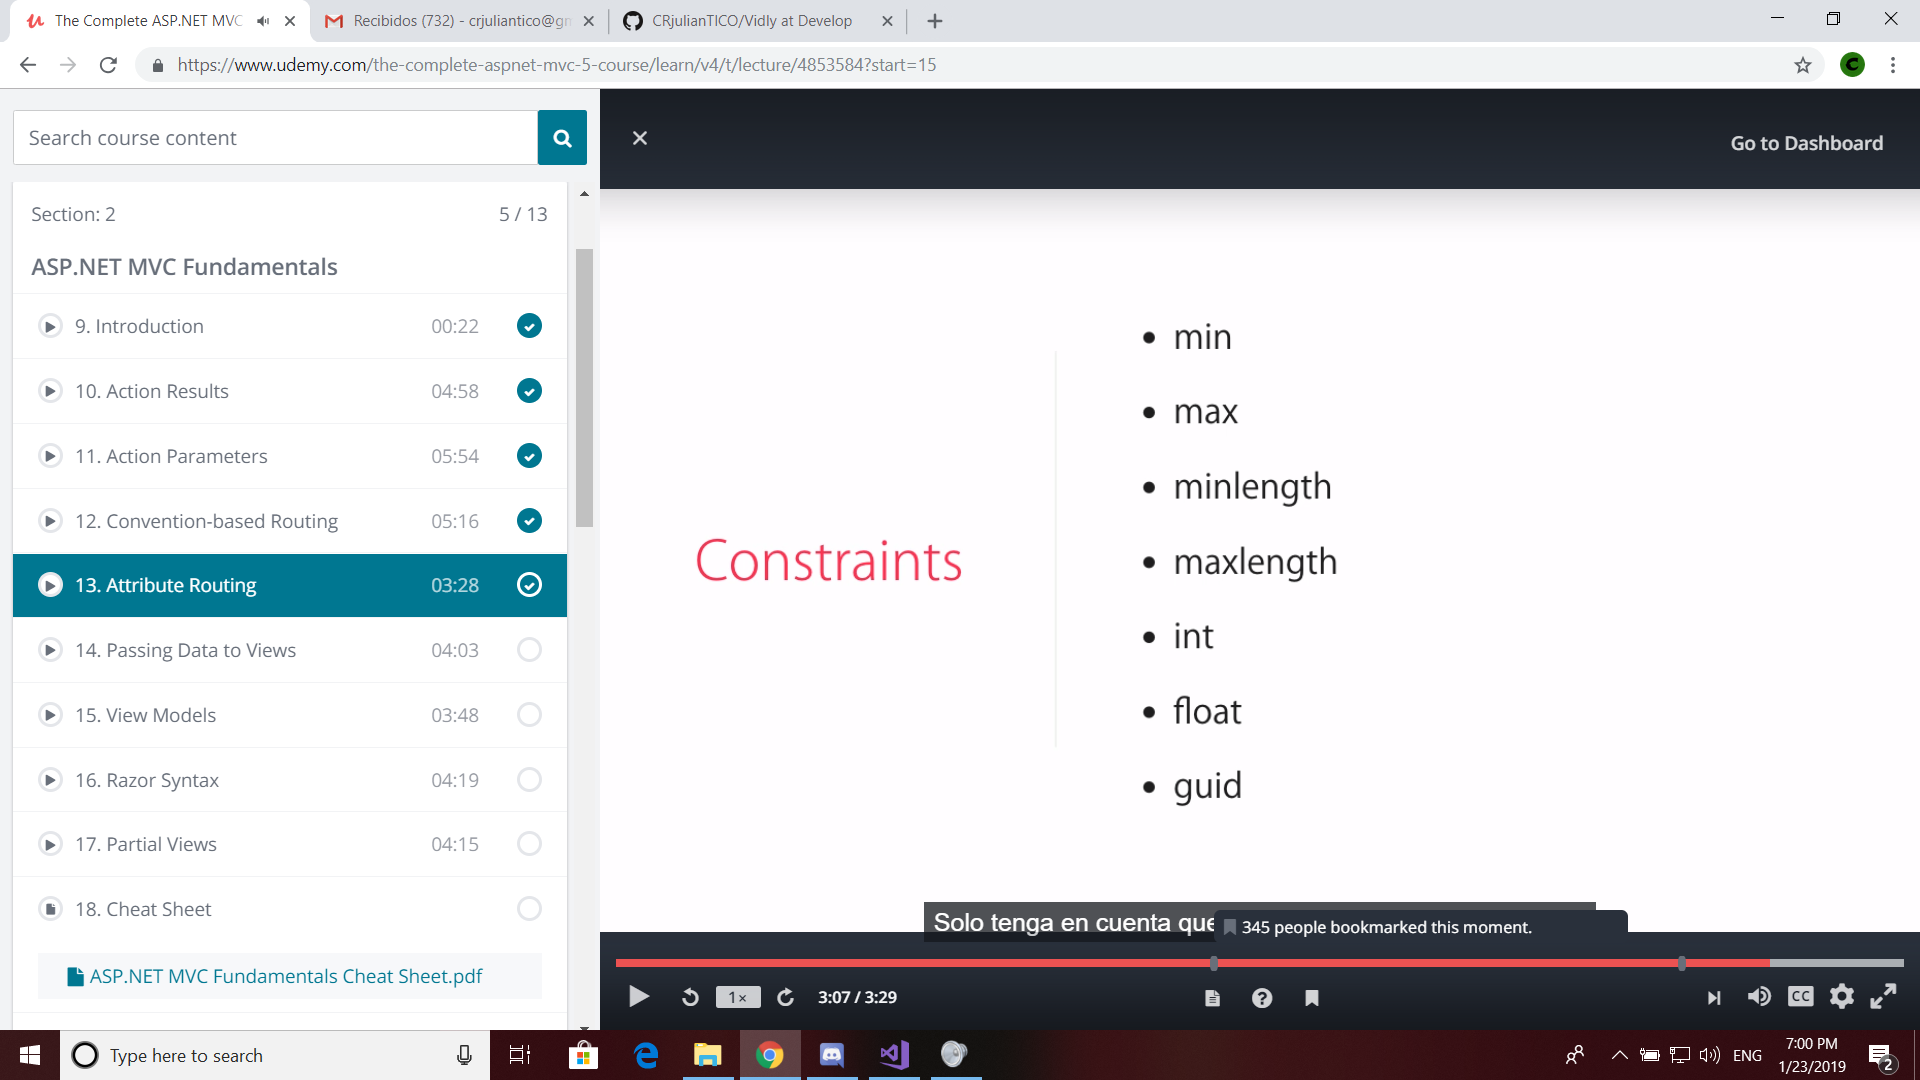 The Complete ASP.NET MVC
Recibidos (732) - crjuliantico@gm
CRjulianTICO/Vidly at Develop
https://www.udemy.com/the-complete-aspnet-mvc-5-course/learn/v4/t/lecture/4853584?start=15
Search course content
Go to Dashboard
Section: 2
5 / 13
ASP.NET MVC Fundamentals
9. Introduction 00:22
10. Action Results 04:58
11. Action Parameters 05:54
12. Convention-based Routing 05:16
13. Attribute Routing 03:28
14. Passing Data to Views 04:03
15. View Models 03:48
16. Razor Syntax 04:19
17. Partial Views 04:15
18. Cheat Sheet
ASP.NET MVC Fundamentals Cheat Sheet.pdf
Constraints
• min
• max
• minlength
• maxlength
• int
• float
• guid
Solo tenga en cuenta que
345 people bookmarked this moment.
1×
3:07 / 3:29
CC
Type here to search
ENG
7:00 PM
1/23/2019
2